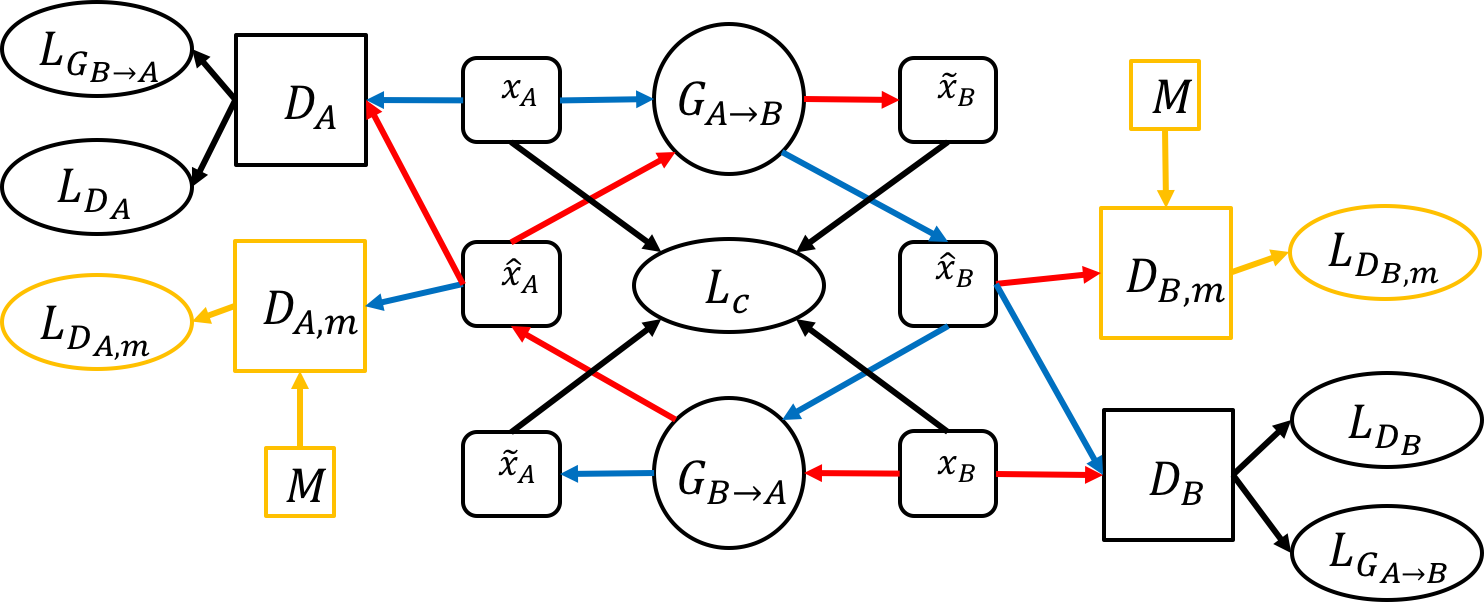 L_{G_{B→A}}
D_A
x_A
G_{A→B}
x̃_B
M
L_{D_A}
D_{A,m}
x̂_A
L_c
x̂_B
D_{B,m}
L_{D_{B,m}}
L_{D_{A,m}}
M
x̃_A
G_{B→A}
x_B
D_B
L_{D_B}
L_{G_{A→B}}